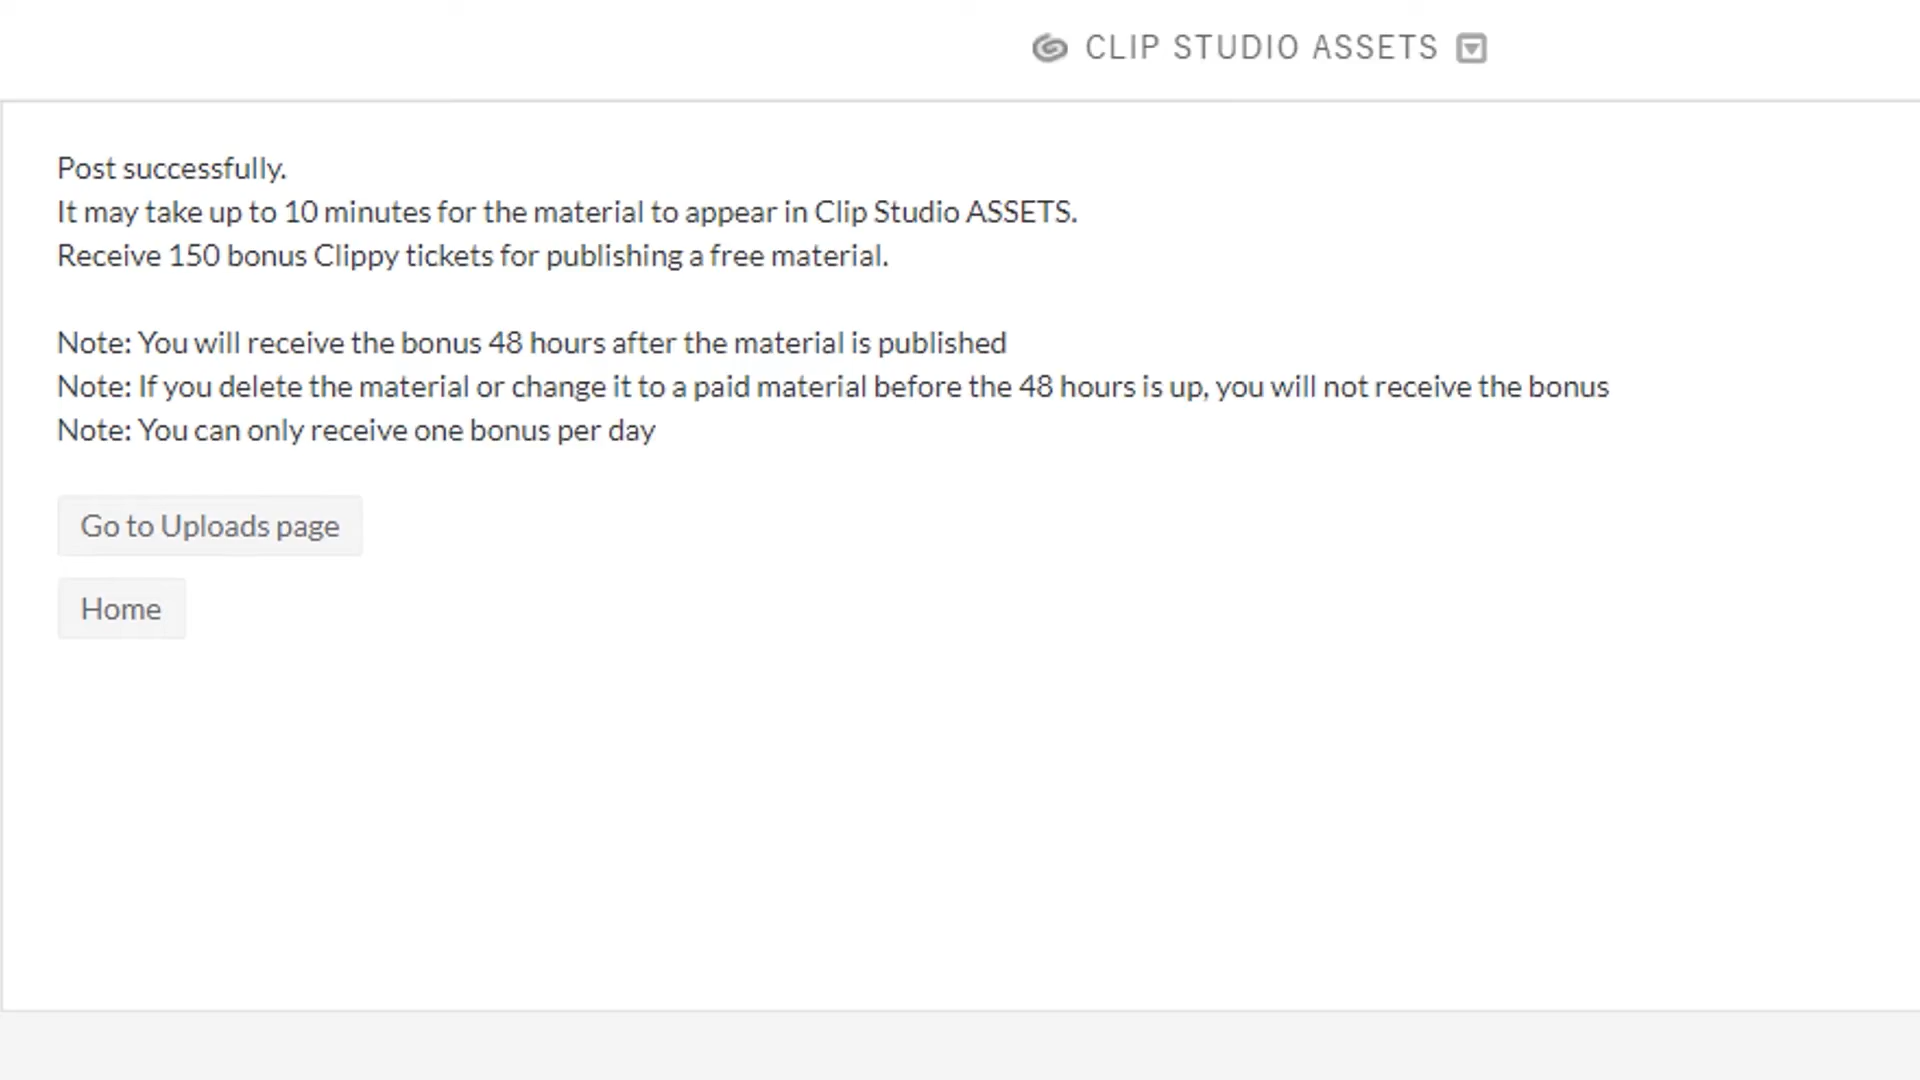 CLIP STUDIO ASSETS
Post successfully.
It may take up to 10 minutes for the material to appear in Clip Studio ASSETS.
Receive 150 bonus Clippy tickets for publishing a free material.
Note: You will receive the bonus 48 hours after the material is published
Note: If you delete the material or change it to a paid material before the 48 hours is up, you will not receive the bonus
Note: You can only receive one bonus per day
Go to Uploads page
Home